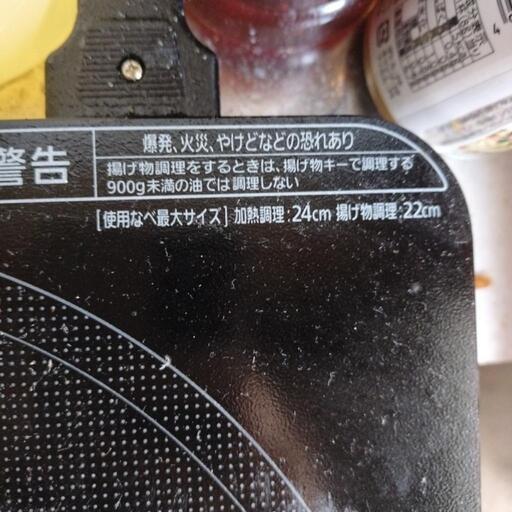 警告
爆発、火災、やけどなどの恐れあり
揚げ物調理をするときは、揚げ物キーで調理する
900g未満の油では調理しない
[使用なべ最大サイズ] 加熱調理:24cm 揚げ物調理:22cm